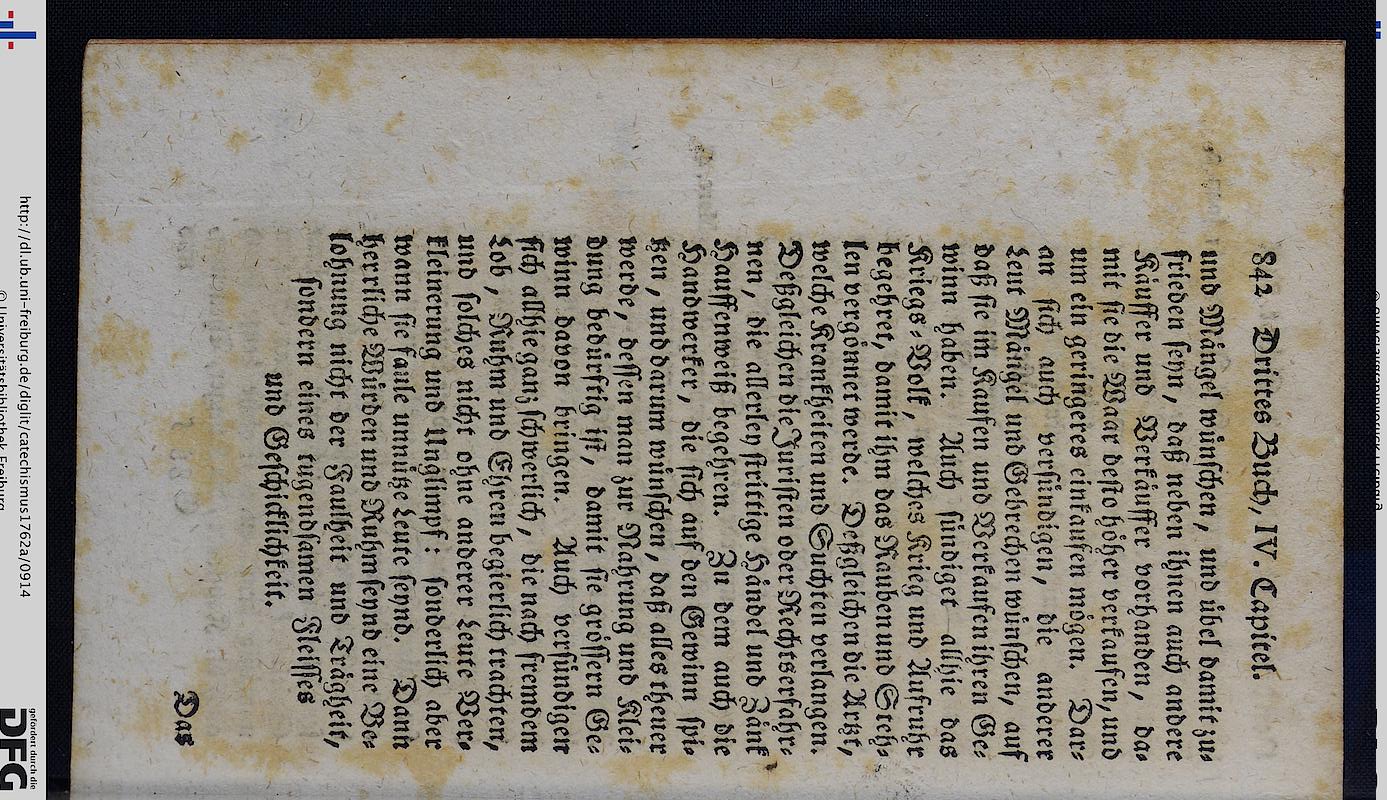 842 Drittes Buch, IV. Capitel.
und Mängel wünschen, und übel damit zu-
frieden seyn, daß neben ihnen auch andere
Käuffer und Verkäuffer vorhanden, da-
mit sie die Waar desto höher verkaufen, und
um ein geringeres einkaufen mögen. Dar-
an sich auch versündigen, die anderer
Leut Mängel und Gebrechen wünschen, auf
daß sie im Kaufen und Verkaufen ihren Ge-
winn haben. Auch sündiget allhie das
Kriegs-Volk, welches Krieg und Aufruhr
begehret, damit ihm das Rauben und Steh-
len vergönnet werde. Deßgleichen die Arzt,
welche Krankheiten und Suchten verlangen.
Deßgleichen die Juristen oder Rechtserfahr-
nen, die allerley strittige Händel und Zänk
Hauffenweiß begehren. Zu dem auch die
Handwerker, die sich auf den Gewinn spi-
tzen, und darum wünschen, daß alles theuer
werde, dessen man zur Nahrung und Klei-
dung bedürftig ist, damit sie grössern Ge-
winn davon bringen. Auch versündigen
sich allhie ganz schwerlich, die nach fremdem
Lob, Ruhm und Ehren begierlich trachten,
und solches nicht ohne anderer Leute Ver-
kleinerung und Unglimpf: sonderlich aber
wann sie faule unnütze Leute seynd. Dann
herrliche Würden und Ruhm seynd eine Be-
lohnung nicht der Faulheit und Trägheit,
sondern eines tugendsamen Fleisses
und Geschicklichkeit.
Das
http://dl.ub.uni-freiburg.de/diglit/catechismus1762a/0914
© Universitätsbibliothek Freiburg
gefördert durch die
DFG